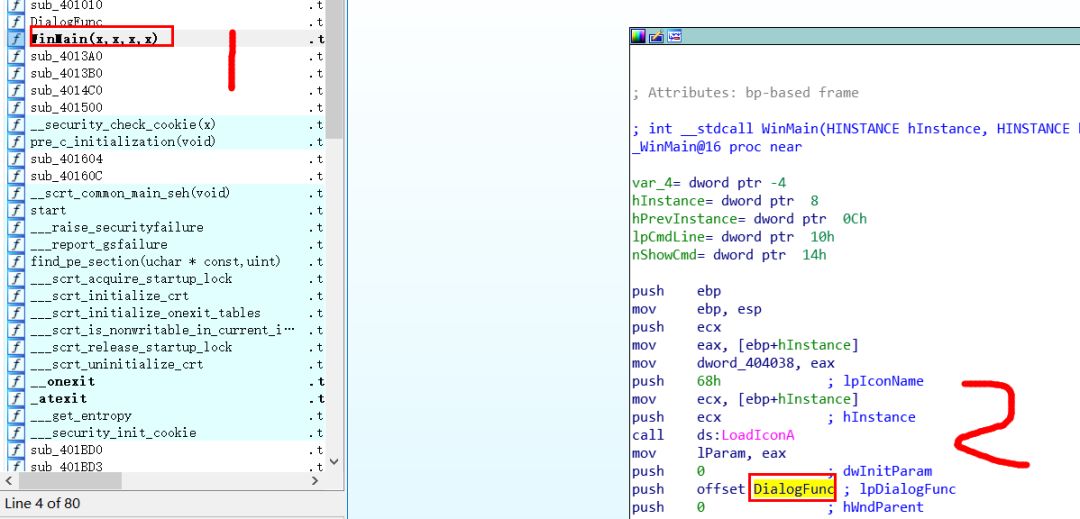 sub_401010 .t
DialogFunc .t
WinMain(x,x,x,x) .t
sub_4013A0 .t
sub_4013B0 .t
sub_4014C0 .t
sub_401500 .t
__security_check_cookie(x) .t
pre_c_initialization(void) .t
sub_401604 .t
sub_40160C .t
__scrt_common_main_seh(void) .t
start .t
___raise_securityfailure .t
___report_gsfailure .t
find_pe_section(uchar * const,uint) .t
___scrt_acquire_startup_lock .t
___scrt_initialize_crt .t
___scrt_initialize_onexit_tables .t
___scrt_is_nonwritable_in_current_i… .t
___scrt_release_startup_lock .t
___scrt_uninitialize_crt .t
__onexit .t
_atexit .t
___get_entropy .t
___security_init_cookie .t
sub_401BD0 .t
sub_401BD3 .t
Line 4 of 80
1
; Attributes: bp-based frame
; int __stdcall WinMain(HINSTANCE hInstance, HINSTANCE
_WinMain@16 proc near
var_4= dword ptr -4
hInstance= dword ptr 8
hPrevInstance= dword ptr 0Ch
lpCmdLine= dword ptr 10h
nShowCmd= dword ptr 14h
push ebp
mov ebp, esp
push ecx
mov eax, [ebp+hInstance]
mov dword_404038, eax
push 68h ; lpIconName
mov ecx, [ebp+hInstance]
push ecx ; hInstance
call ds:LoadIconA
mov lParam, eax
push 0 ; dwInitParam
push offset DialogFunc ; lpDialogFunc
push 0 ; hWndParent
2